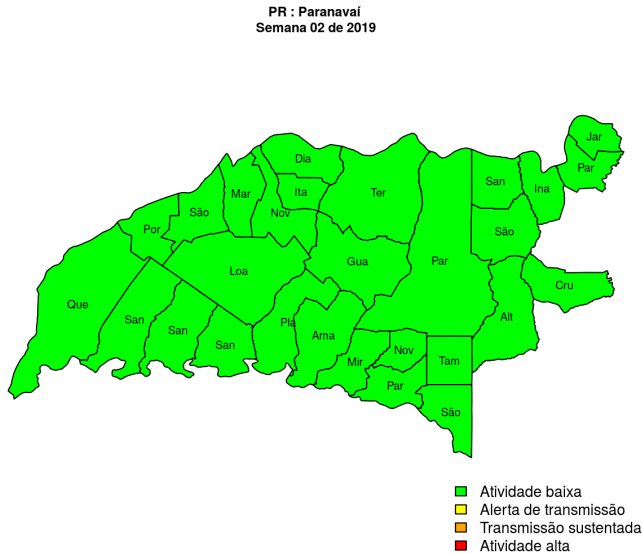 PR : Paranavaí
Semana 02 de 2019
Jar
Dia
Par
Ita
San
Mar
Ter
Ina
São
Nov
Por
São
Gua
Par
Loa
Cru
Que
Alt
San
Pla
San
Ama
San
Nov
Mir
Tam
Par
São
Atividade baixa
Alerta de transmissão
Transmissão sustentada
Atividade alta